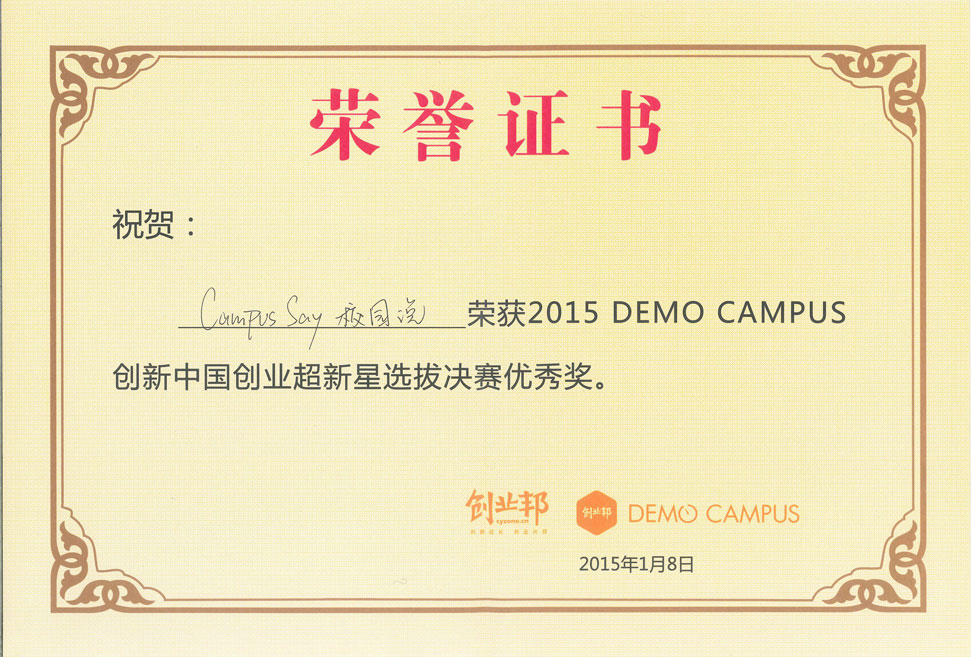 荣誉证书
祝贺：
Campus Say 校园说 荣获2015 DEMO CAMPUS
创新中国创业超新星选拔决赛优秀奖。
创业邦
cyzone.cn
创业邦 DEMO CAMPUS
2015年1月8日